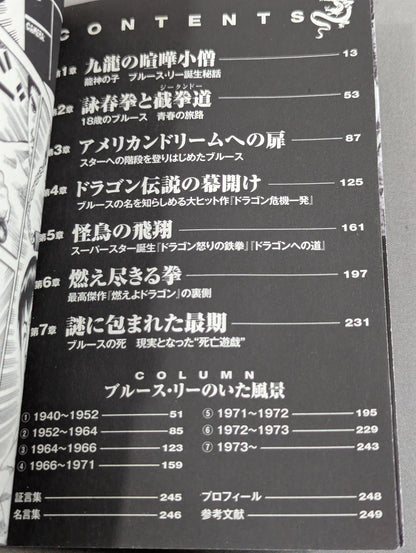 CONTENTS
第1章 九龍の喧嘩小僧 13
龍神の子 ブルース・リー誕生秘話
第2章 詠春拳と截拳道 53
ジークンドー
18歳のブルース 青春の旅路
第3章 アメリカンドリームへの扉 87
スターへの階段を登りはじめたブルース
第4章 ドラゴン伝説の幕開け 125
ブルースの名を知らしめる大ヒット作『ドラゴン危機一発』
第5章 怪鳥の飛翔 161
スーパースター誕生『ドラゴン怒りの鉄拳』『ドラゴンへの道』
第6章 燃え尽きる拳 197
最高傑作『燃えよドラゴン』の裏側
第7章 謎に包まれた最期 231
ブルースの死 現実となった“死亡遊戯”
COLUMN
ブルース・リーのいた風景
① 1940〜1952 51
② 1952〜1964 85
③ 1964〜1966 123
④ 1966〜1971 159
⑤ 1971〜1972 195
⑥ 1972〜1973 229
⑦ 1973〜 243
証言集 245
名言集 246
プロフィール 248
参考文献 249